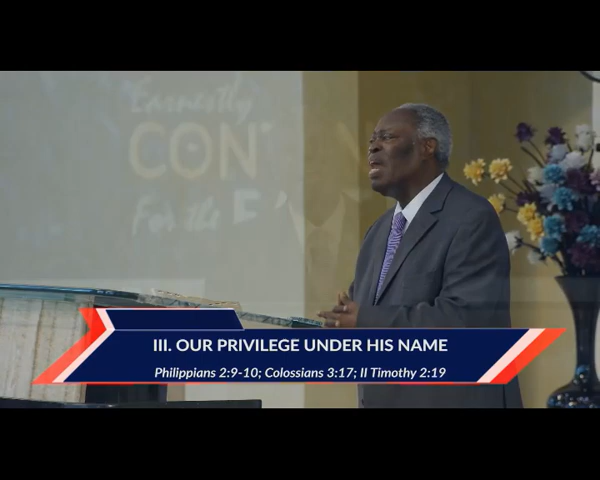 Earnestly
CON
For the F
III. OUR PRIVILEGE UNDER HIS NAME
Philippians 2:9-10; Colossians 3:17; II Timothy 2:19